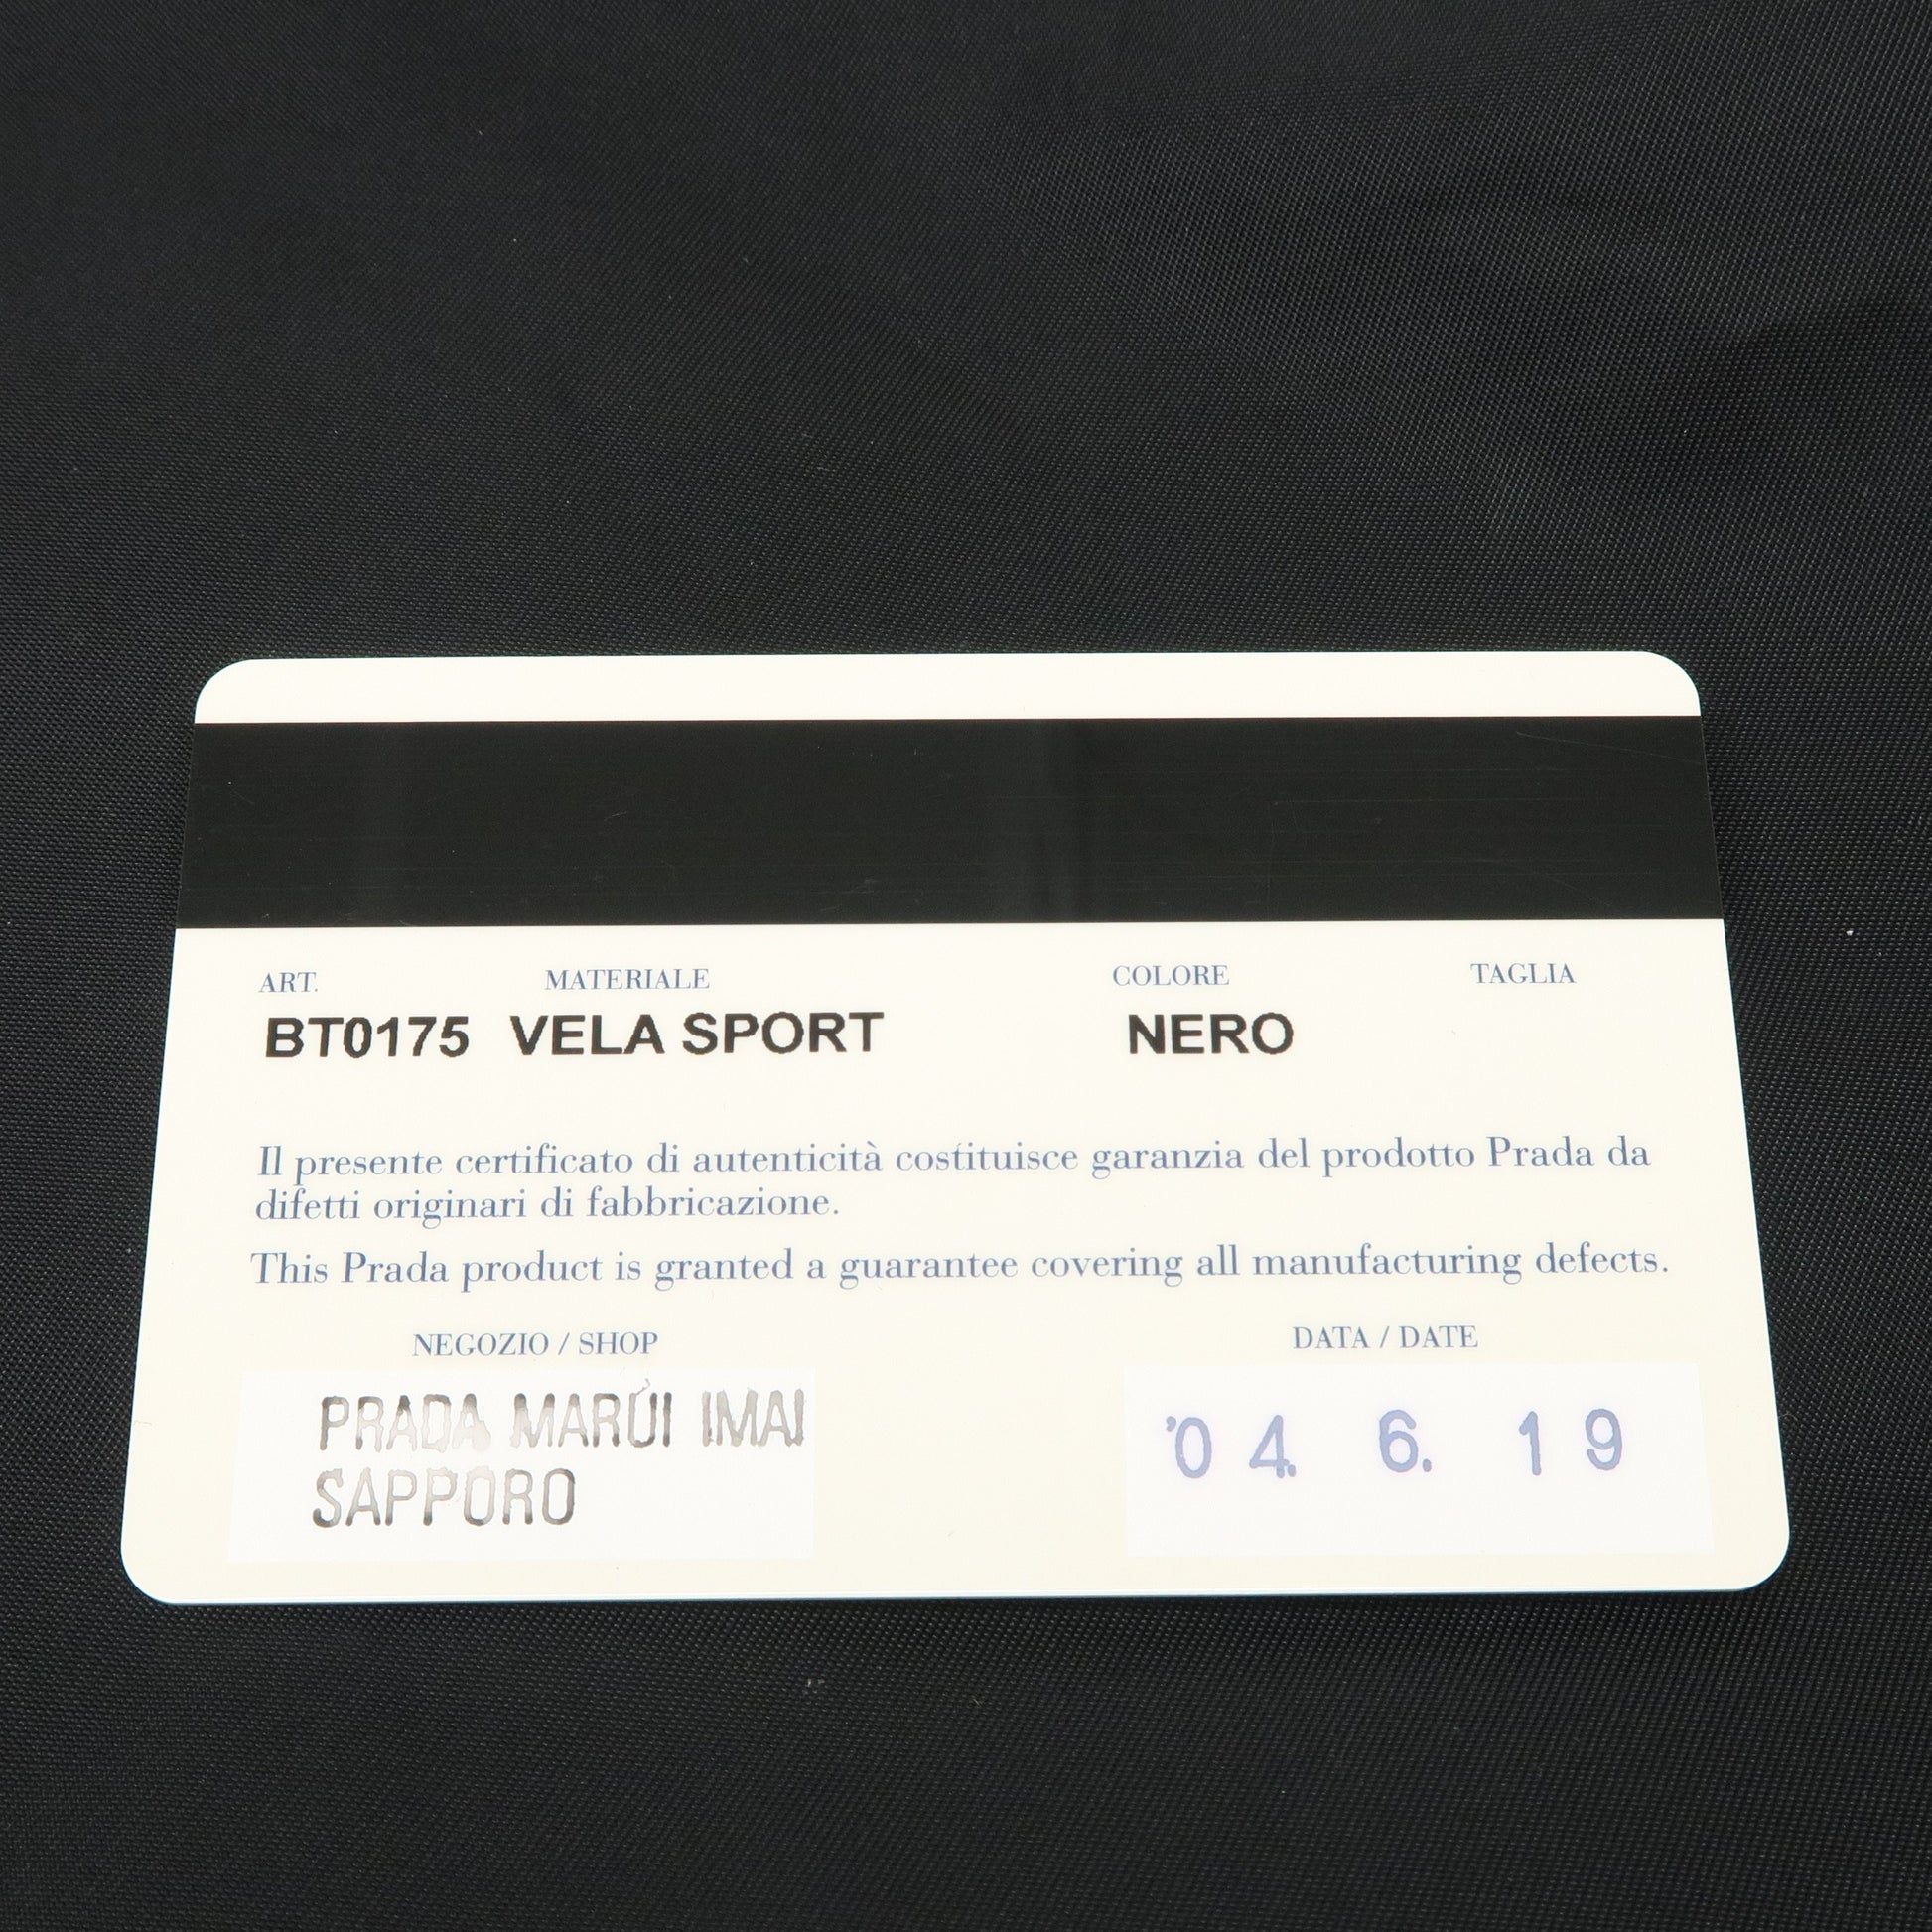 ART. MATERIALE COLORE TAGLIA
BT0175 VELA SPORT NERO
Il presente certificato di autenticità costituisce garanzia del prodotto Prada da
difetti originari di fabbricazione.
This Prada product is granted a guarantee covering all manufacturing defects.
NEGOZIO / SHOP DATA / DATE
PRADA MARUI IMAI '04. 6. 19
SAPPORO